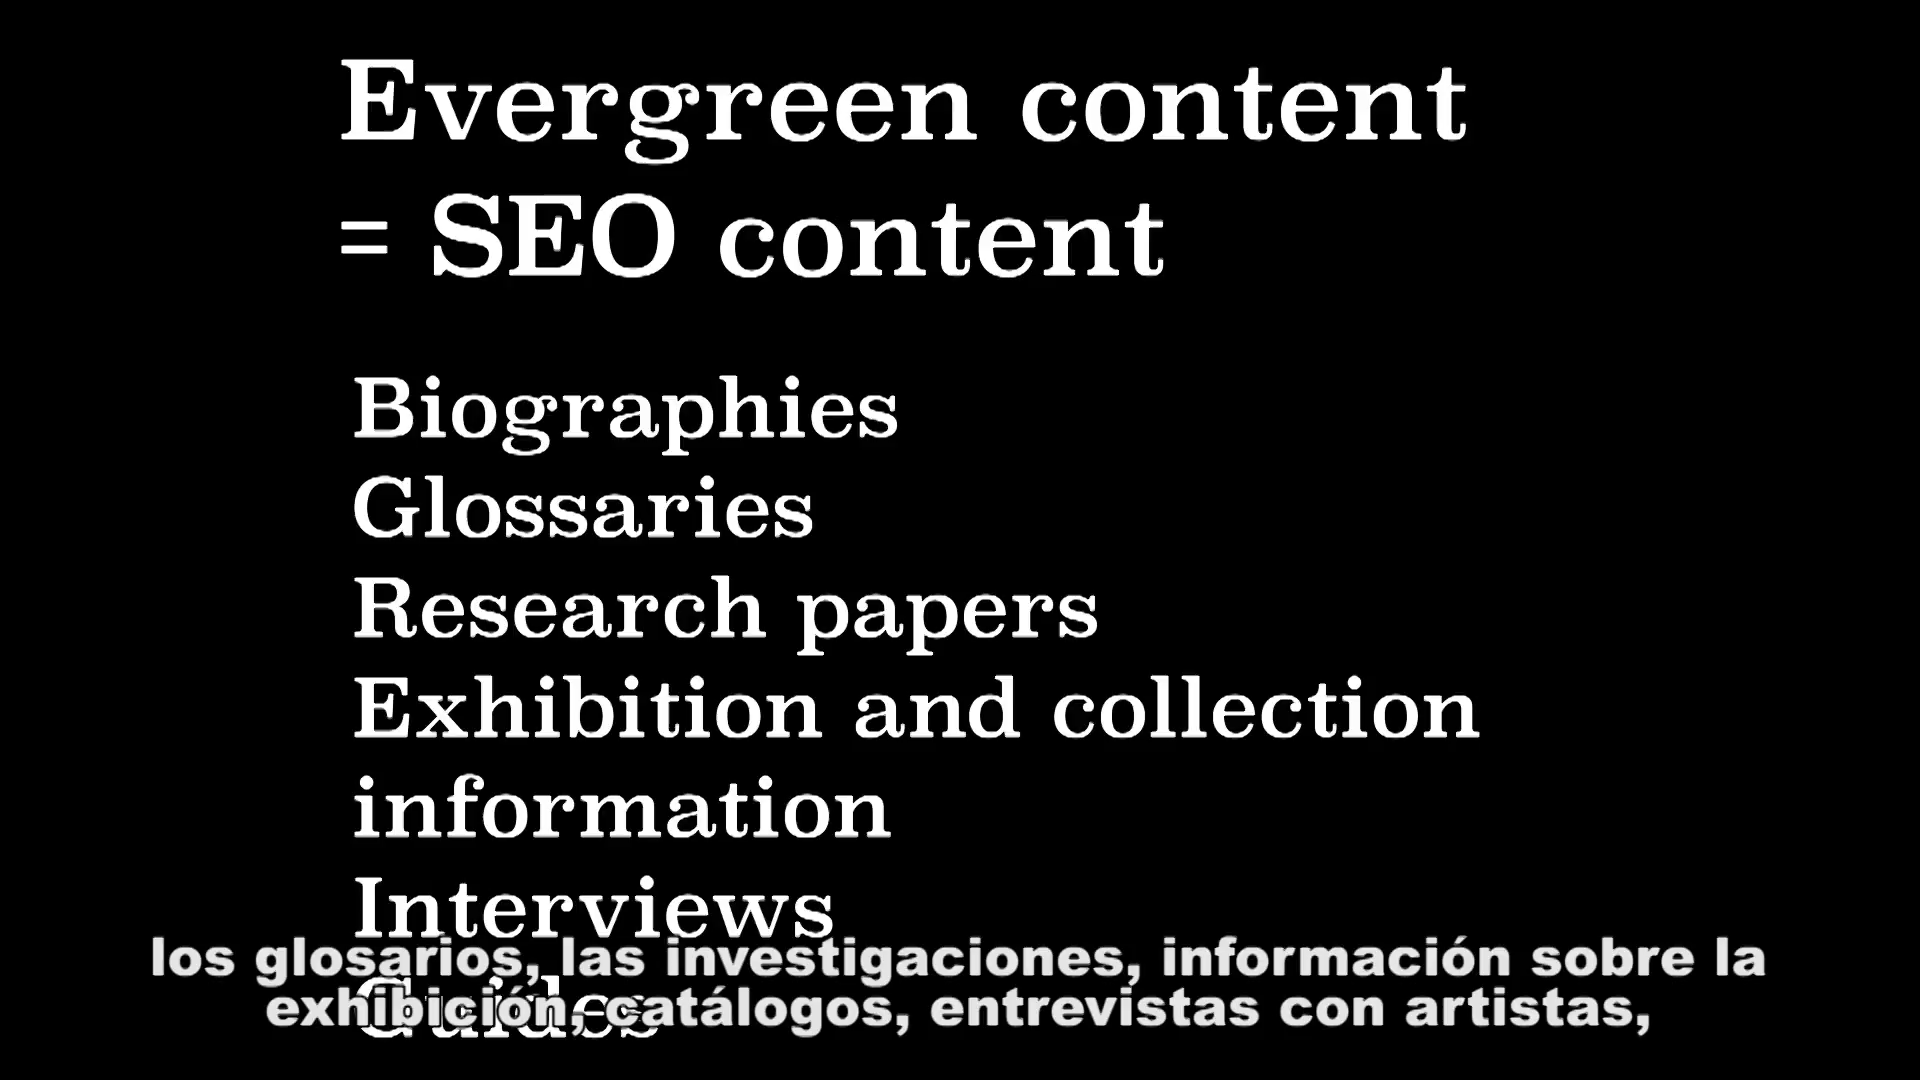 Evergreen content
= SEO content
Biographies
Glossaries
Research papers
Exhibition and collection
information
Interviews
Guides
los glosarios, las investigaciones, información sobre la
exhibición, catálogos, entrevistas con artistas,